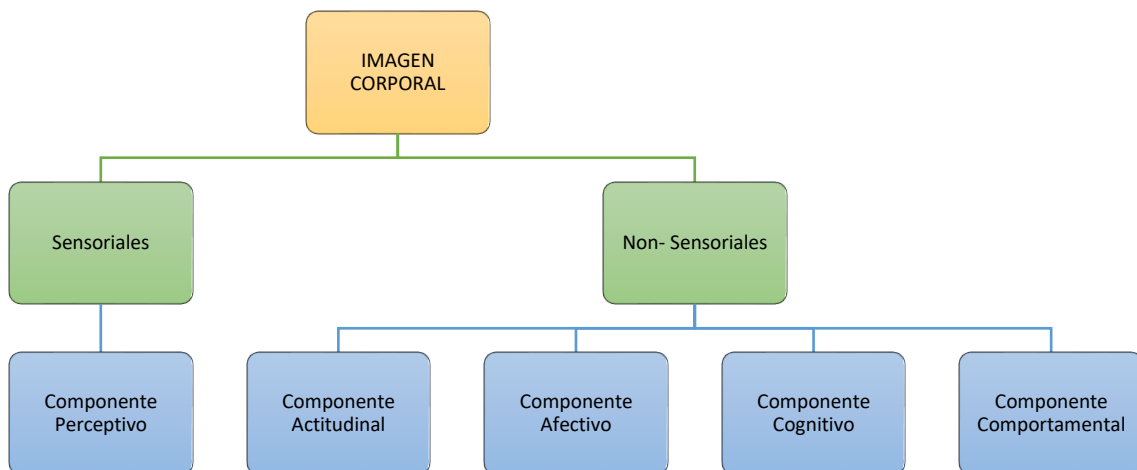 IMAGEN
CORPORAL
Sensoriales
Non- Sensoriales
Componente
Perceptivo
Componente
Actitudinal
Componente
Afectivo
Componente
Cognitivo
Componente
Comportamental